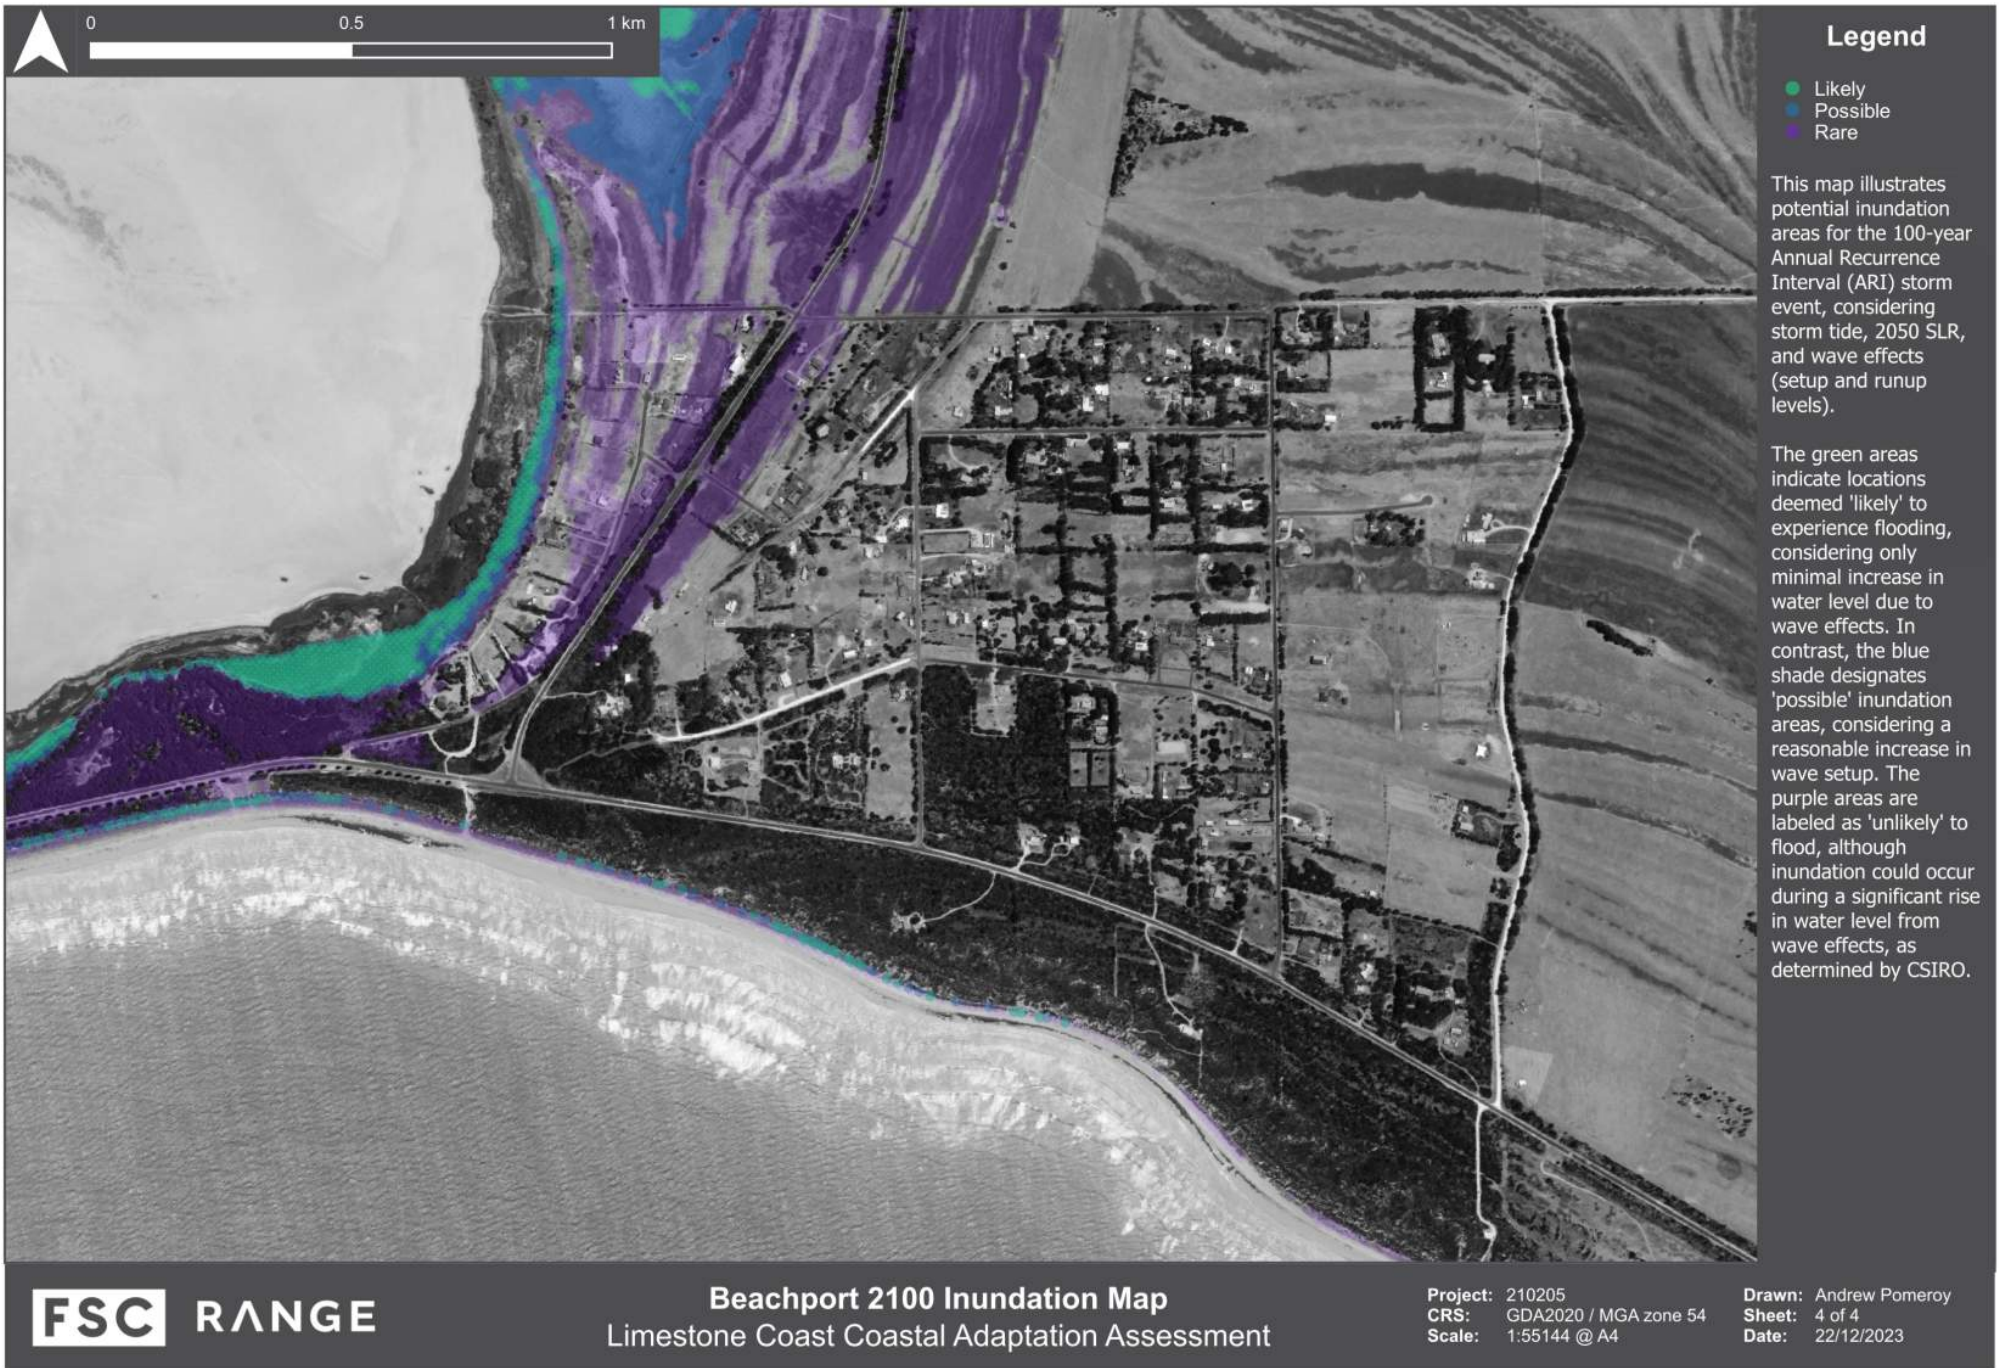 0 0.5 1 km
Legend
Likely
Possible
Rare
This map illustrates
potential inundation
areas for the 100-year
Annual Recurrence
Interval (ARI) storm
event, considering
storm tide, 2050 SLR,
and wave effects
(setup and runup
levels).
The green areas
indicate locations
deemed 'likely' to
experience flooding,
considering only
minimal increase in
water level due to
wave effects. In
contrast, the blue
shade designates
'possible' inundation
areas, considering a
reasonable increase in
wave setup. The
purple areas are
labeled as 'unlikely' to
flood, although
inundation could occur
during a significant rise
in water level from
wave effects, as
determined by CSIRO.
FSC RANGE
Beachport 2100 Inundation Map
Limestone Coast Coastal Adaptation Assessment
Project: 210205
CRS: GDA2020 / MGA zone 54
Scale: 1:55144 @ A4
Drawn: Andrew Pomeroy
Sheet: 4 of 4
Date: 22/12/2023